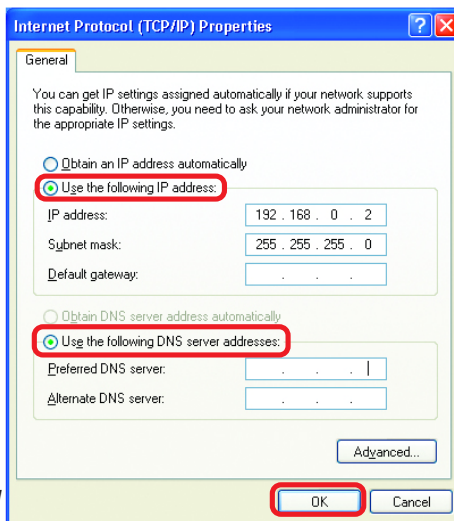 Internet Protocol (TCP/IP) Properties
General
You can get IP settings assigned automatically if your network supports
this capability. Otherwise, you need to ask your network administrator for
the appropriate IP settings.
Obtain an IP address automatically
Use the following IP address:
IP address: 192 . 168 . 0 . 2
Subnet mask: 255 . 255 . 255 . 0
Default gateway: . . .
Obtain DNS server address automatically
Use the following DNS server addresses:
Preferred DNS server: . . .
Alternate DNS server: . . .
Advanced...
OK Cancel